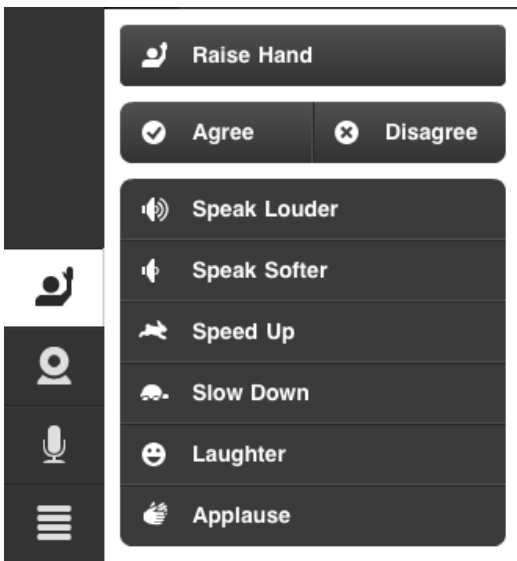 Raise Hand
Agree Disagree
Speak Louder
Speak Softer
Speed Up
Slow Down
Laughter
Applause